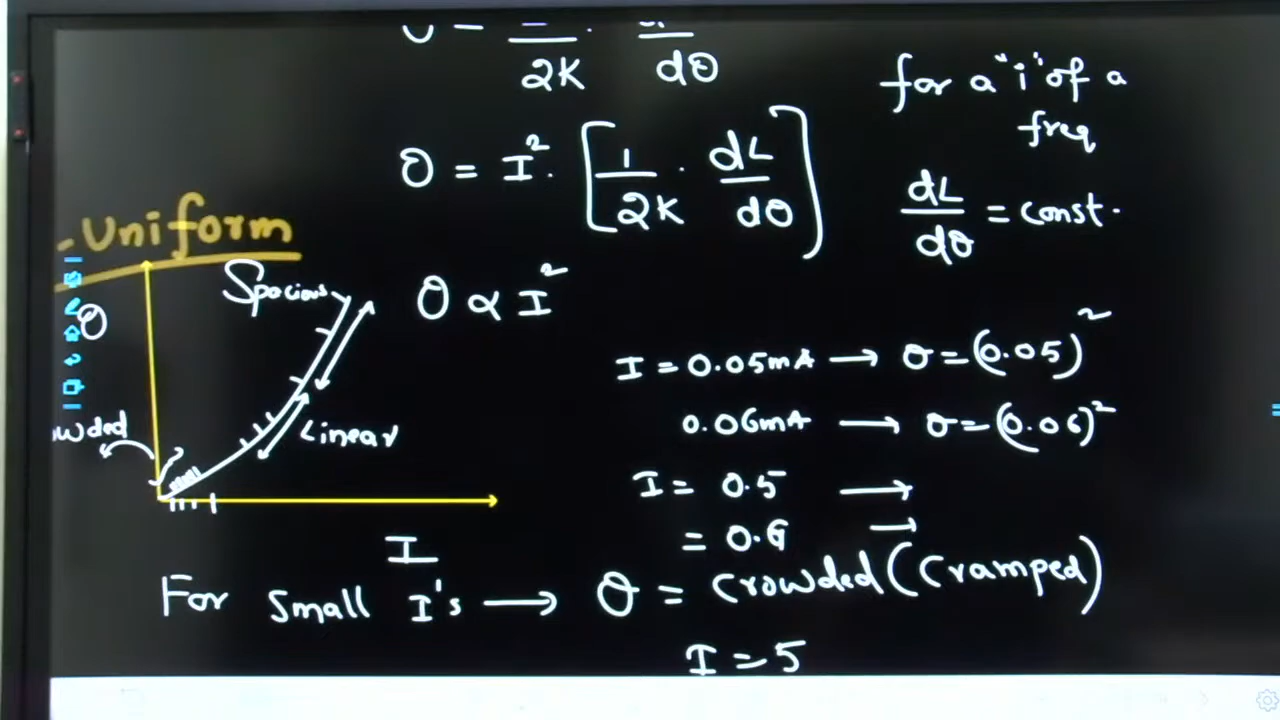 2K dθ
for a "i" of a
freq
θ = I². [1/2K . dL/dθ]
dL/dθ = const.
- Uniform
Spacious
θ ∝ I²
θ
I = 0.05mA → θ = (0.05)²
Linear
0.06mA → θ = (0.06)²
I = 0.5 →
= 0.6 →
I
For small I's → θ = crowded (cramped)
I = 5